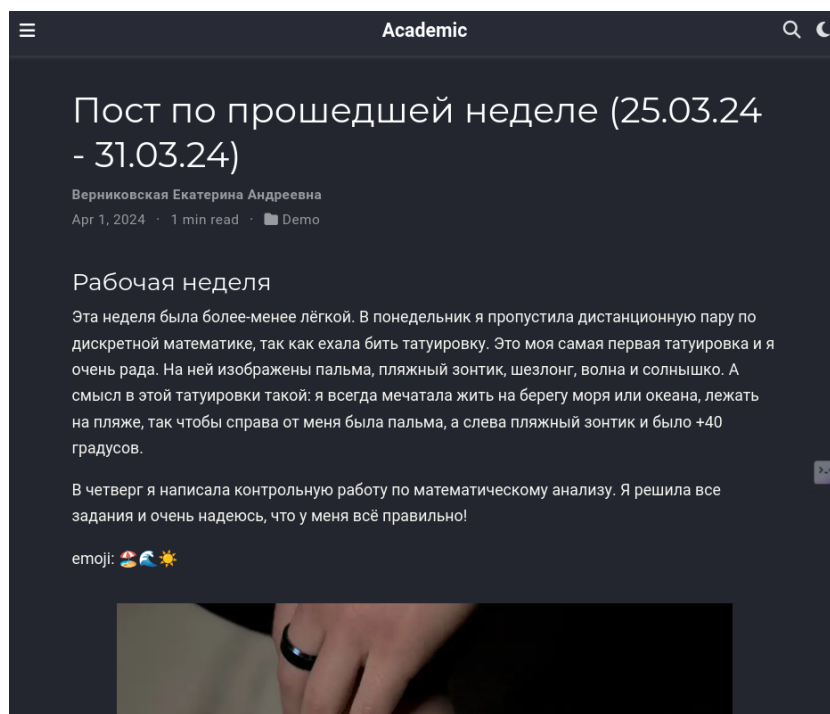 Academic
Пост по прошедшей неделе (25.03.24
- 31.03.24)
Верниковская Екатерина Андреевна
Apr 1, 2024 · 1 min read · Demo
Рабочая неделя
Эта неделя была более-менее лёгкой. В понедельник я пропустила дистанционную пару по
дискретной математике, так как ехала бить татуировку. Это моя самая первая татуировка и я
очень рада. На ней изображены пальма, пляжный зонтик, шезлонг, волна и солнышко. А
смысл в этой татуировки такой: я всегда мечатала жить на берегу моря или океана, лежать
на пляже, так чтобы справа от меня была пальма, а слева пляжный зонтик и было +40
градусов.
В четверг я написала контрольную работу по математическому анализу. Я решила все
задания и очень надеюсь, что у меня всё правильно!
emoji: 🏖️🌊☀️